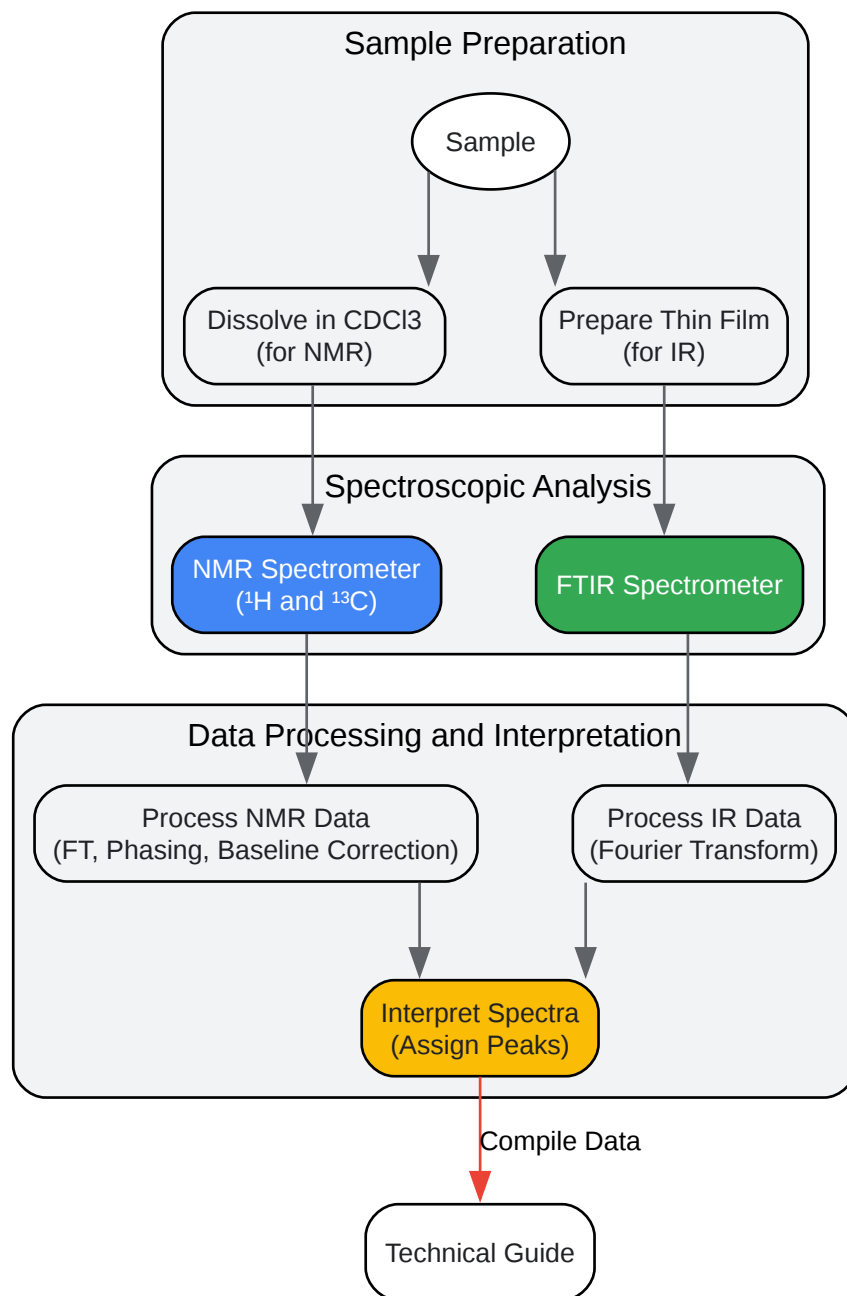 Sample Preparation
Sample
Dissolve in CDCl3
(for NMR)
Prepare Thin Film
(for IR)
Spectroscopic Analysis
NMR Spectrometer
(¹H and ¹³C)
FTIR Spectrometer
Data Processing and Interpretation
Process NMR Data
(FT, Phasing, Baseline Correction)
Process IR Data
(Fourier Transform)
Interpret Spectra
(Assign Peaks)
Compile Data
Technical Guide